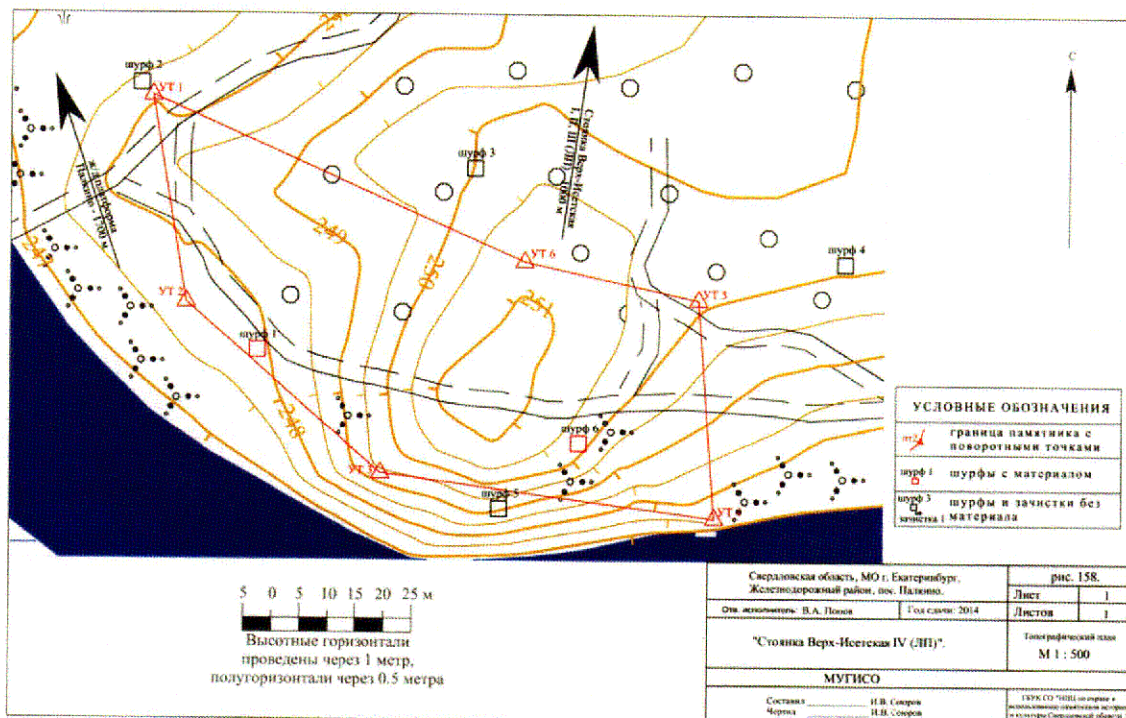 шурф 2
УТ 1
С
шурф 3
Стоянка Верх-Исетская
I, II, III (ЛП) - 1000 м
ж/д платформа
Палкино - 1700 м
249
250
251
УТ 6
шурф 4
УТ 5
УТ 2
шурф 1
248
шурф 6
УТ 3
шурф 5
УТ
УСЛОВНЫЕ ОБОЗНАЧЕНИЯ
граница памятника с
поворотными точками
шурф 1
шурфы с материалом
шурф 3
зачистка 1
шурфы и зачистки без
материала
5 0 5 10 15 20 25 м
Высотные горизонтали
проведены через 1 метр,
полугоризонтали через 0.5 метра
Свердловская область, МО г. Екатеринбург,
Железнодорожный район, пос. Палкино.
рис. 158.
Лист 1
Отв. исполнитель: В.А. Попов
Год сдачи: 2014
Листов 1
"Стоянка Верх-Исетская IV (ЛП)".
Топографический план
М 1 : 500
МУГИСО
Составил И.В.
Чертил И.В.